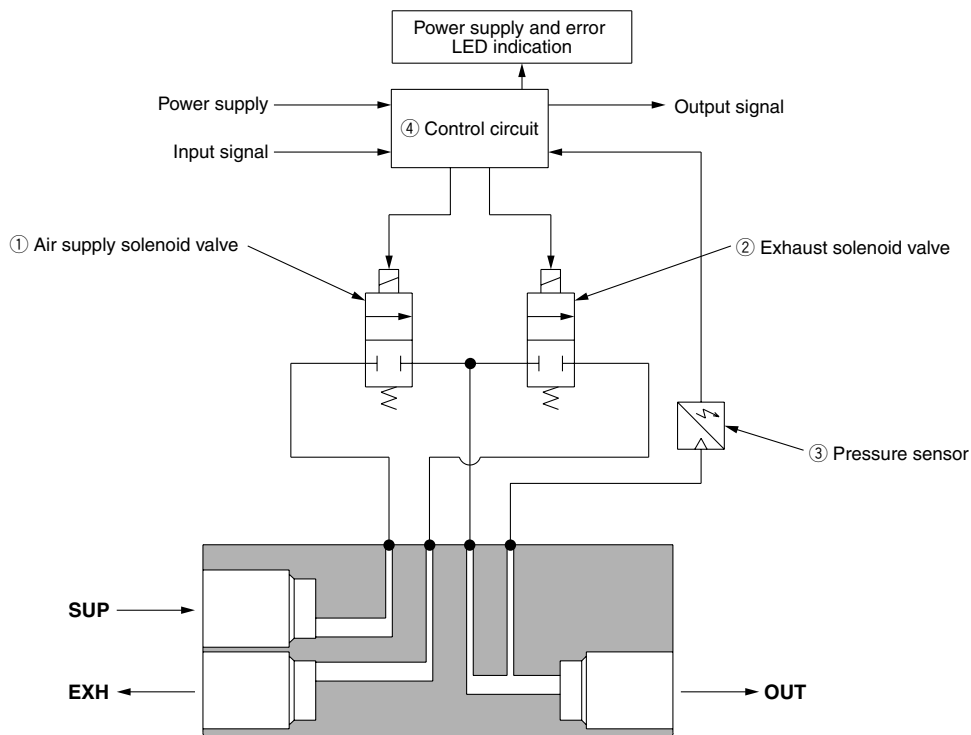 Power supply and error
LED indication
Power supply
Output signal
④ Control circuit
Input signal
① Air supply solenoid valve
② Exhaust solenoid valve
③ Pressure sensor
SUP
EXH
OUT